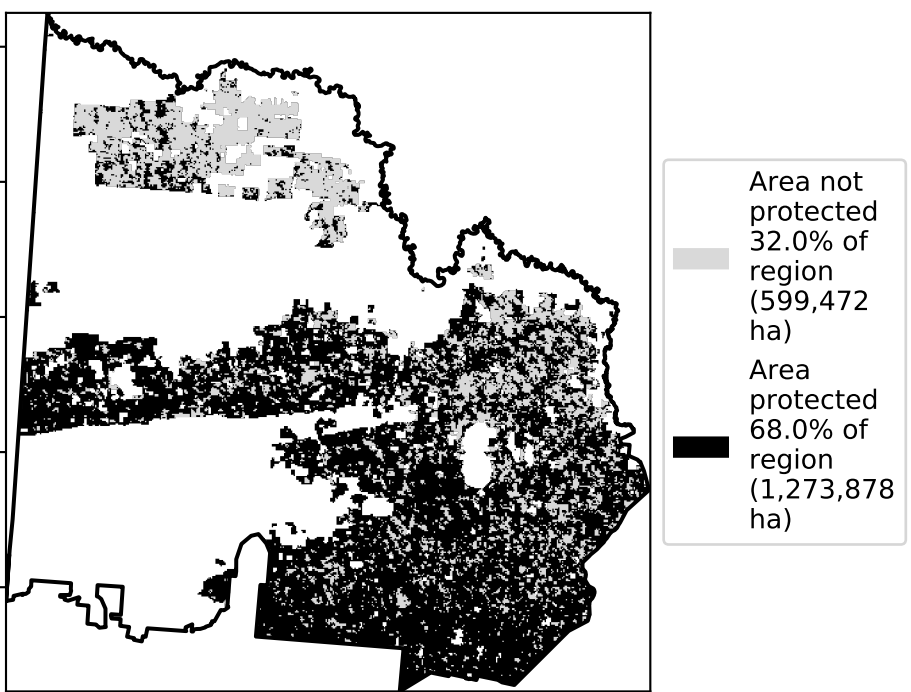 Area not
protected
32.0% of
region
(599,472
ha)
Area
protected
68.0% of
region
(1,273,878
ha)